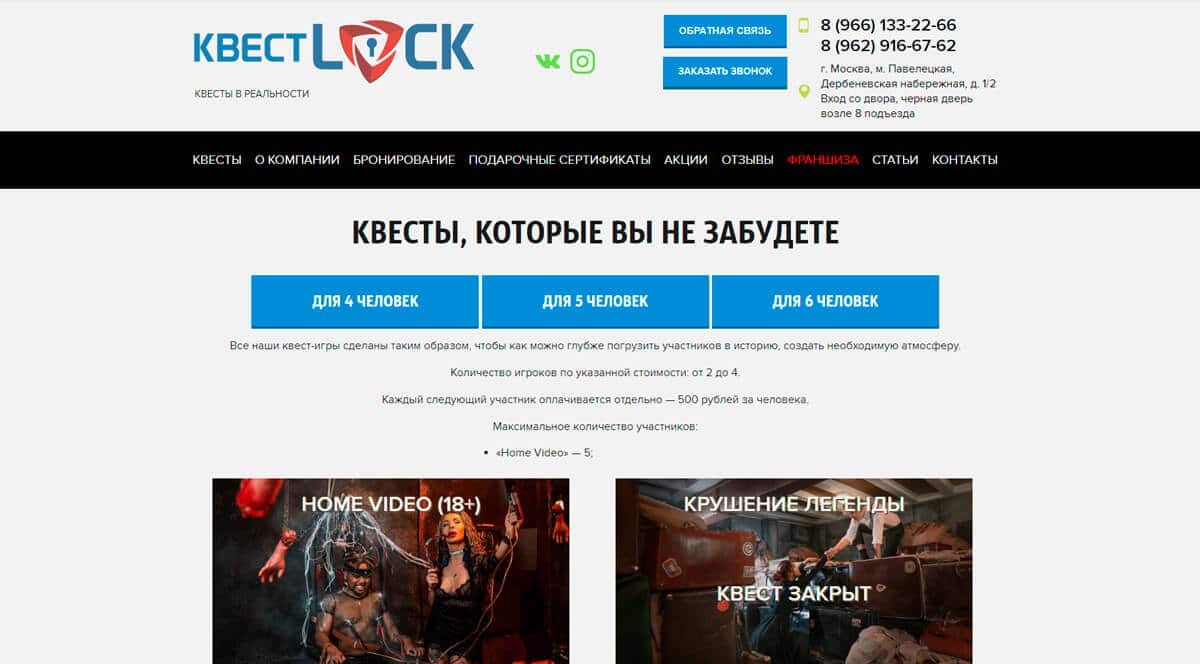 КВЕСТ LOCK
КВЕСТЫ В РЕАЛЬНОСТИ
ОБРАТНАЯ СВЯЗЬ
ЗАКАЗАТЬ ЗВОНОК
8 (966) 133-22-66
8 (962) 916-67-62
г. Москва, м. Павелецкая,
Дербеневская набережная, д. 1/2
Вход со двора, черная дверь
возле 8 подъезда
КВЕСТЫ О КОМПАНИИ БРОНИРОВАНИЕ ПОДАРОЧНЫЕ СЕРТИФИКАТЫ АКЦИИ ОТЗЫВЫ ФРАНШИЗА СТАТЬИ КОНТАКТЫ
КВЕСТЫ, КОТОРЫЕ ВЫ НЕ ЗАБУДЕТЕ
ДЛЯ 4 ЧЕЛОВЕК ДЛЯ 5 ЧЕЛОВЕК ДЛЯ 6 ЧЕЛОВЕК
Все наши квест-игры сделаны таким образом, чтобы как можно глубже погрузить участников в историю, создать необходимую атмосферу.
Количество игроков по указанной стоимости: от 2 до 4.
Каждый следующий участник оплачивается отдельно — 500 рублей за человека.
Максимальное количество участников:
• «Home Video» — 5;
HOME VIDEO (18+)
КРУШЕНИЕ ЛЕГЕНДЫ
КВЕСТ ЗАКРЫТ